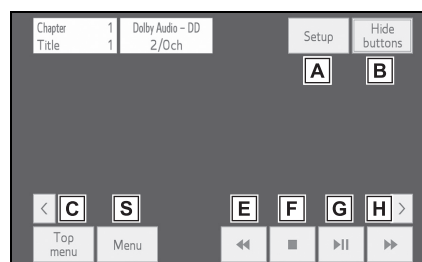 Chapter 1
Title 1
Dolby Audio – DD
2/0ch
Setup
Hide
buttons
A
B
<
C
S
E
F
G
H
>
Top
menu
Menu